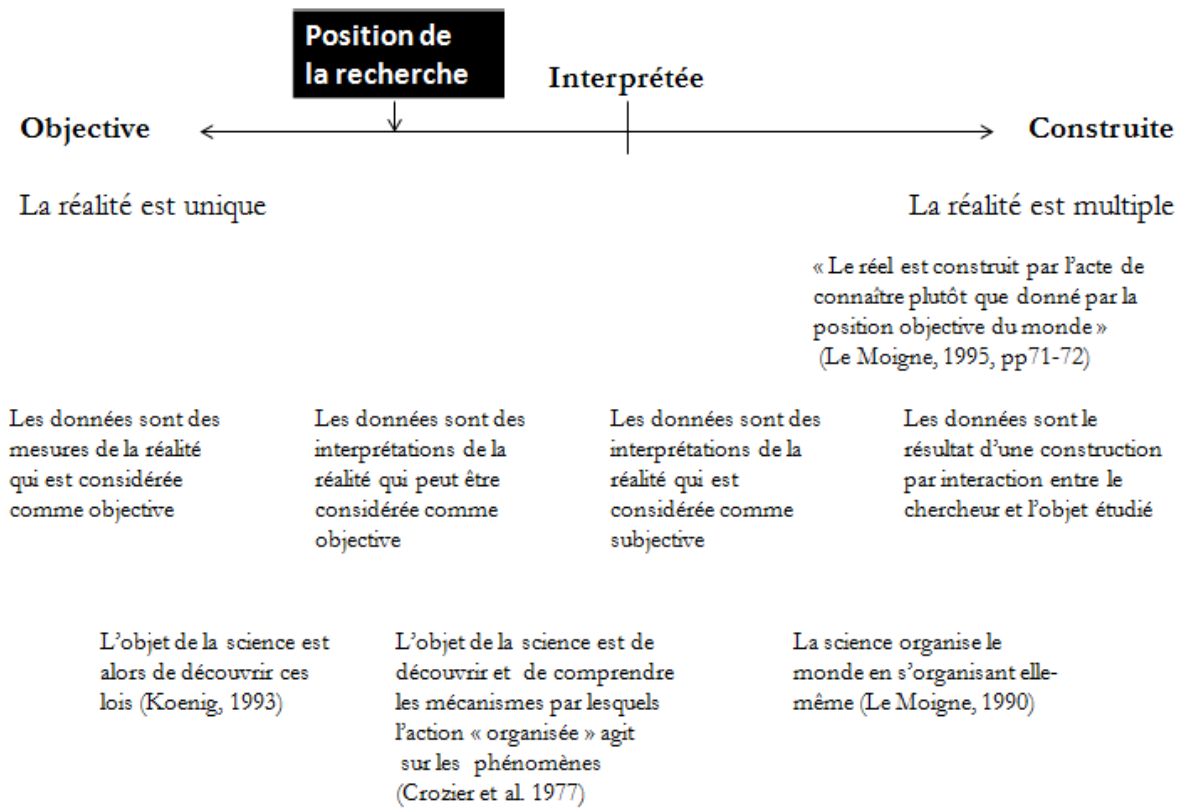 Position de
la recherche
Interprétée
Objective
Construite
La réalité est unique
La réalité est multiple
« Le réel est construit par l'acte de
connaître plutôt que donné par la
position objective du monde »
(Le Moigne, 1995, pp71-72)
Les données sont des
mesures de la réalité
qui est considérée
comme objective
Les données sont des
interprétations de la
réalité qui peut être
considérée comme
objective
Les données sont des
interprétations de la
réalité qui est
considérée comme
subjective
Les données sont le
résultat d'une construction
par interaction entre le
chercheur et l'objet étudié
L'objet de la science est
alors de découvrir ces
lois (Koenig, 1993)
L'objet de la science est de
découvrir et de comprendre
les mécanismes par lesquels
l'action « organisée » agit
sur les phénomènes
(Crozier et al. 1977)
La science organise le
monde en s'organisant elle-
même (Le Moigne, 1990)